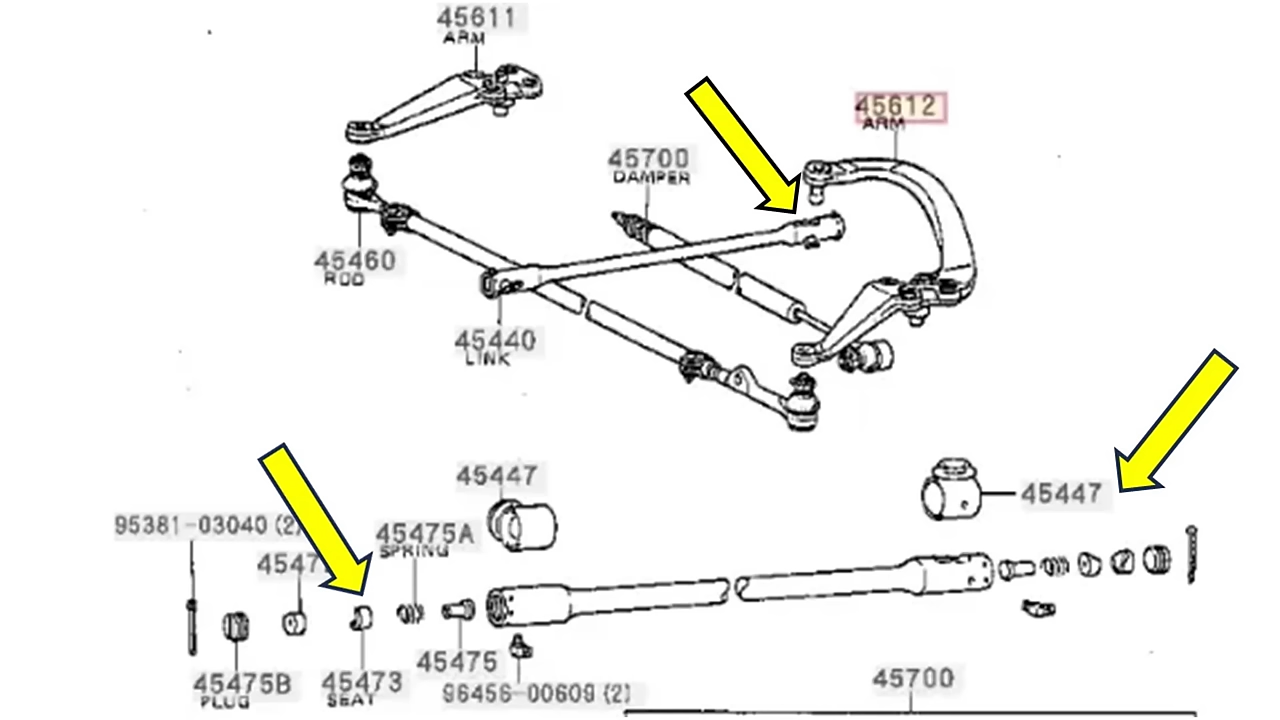 45611
ARM
45612
ARM
45700
DAMPER
45460
ROD
45440
LINK
45447
45447
95381-03040 (2)
45475A
SPRING
45475
45475B
PLUG
45473
SEAT
96456-00609 (2)
45700